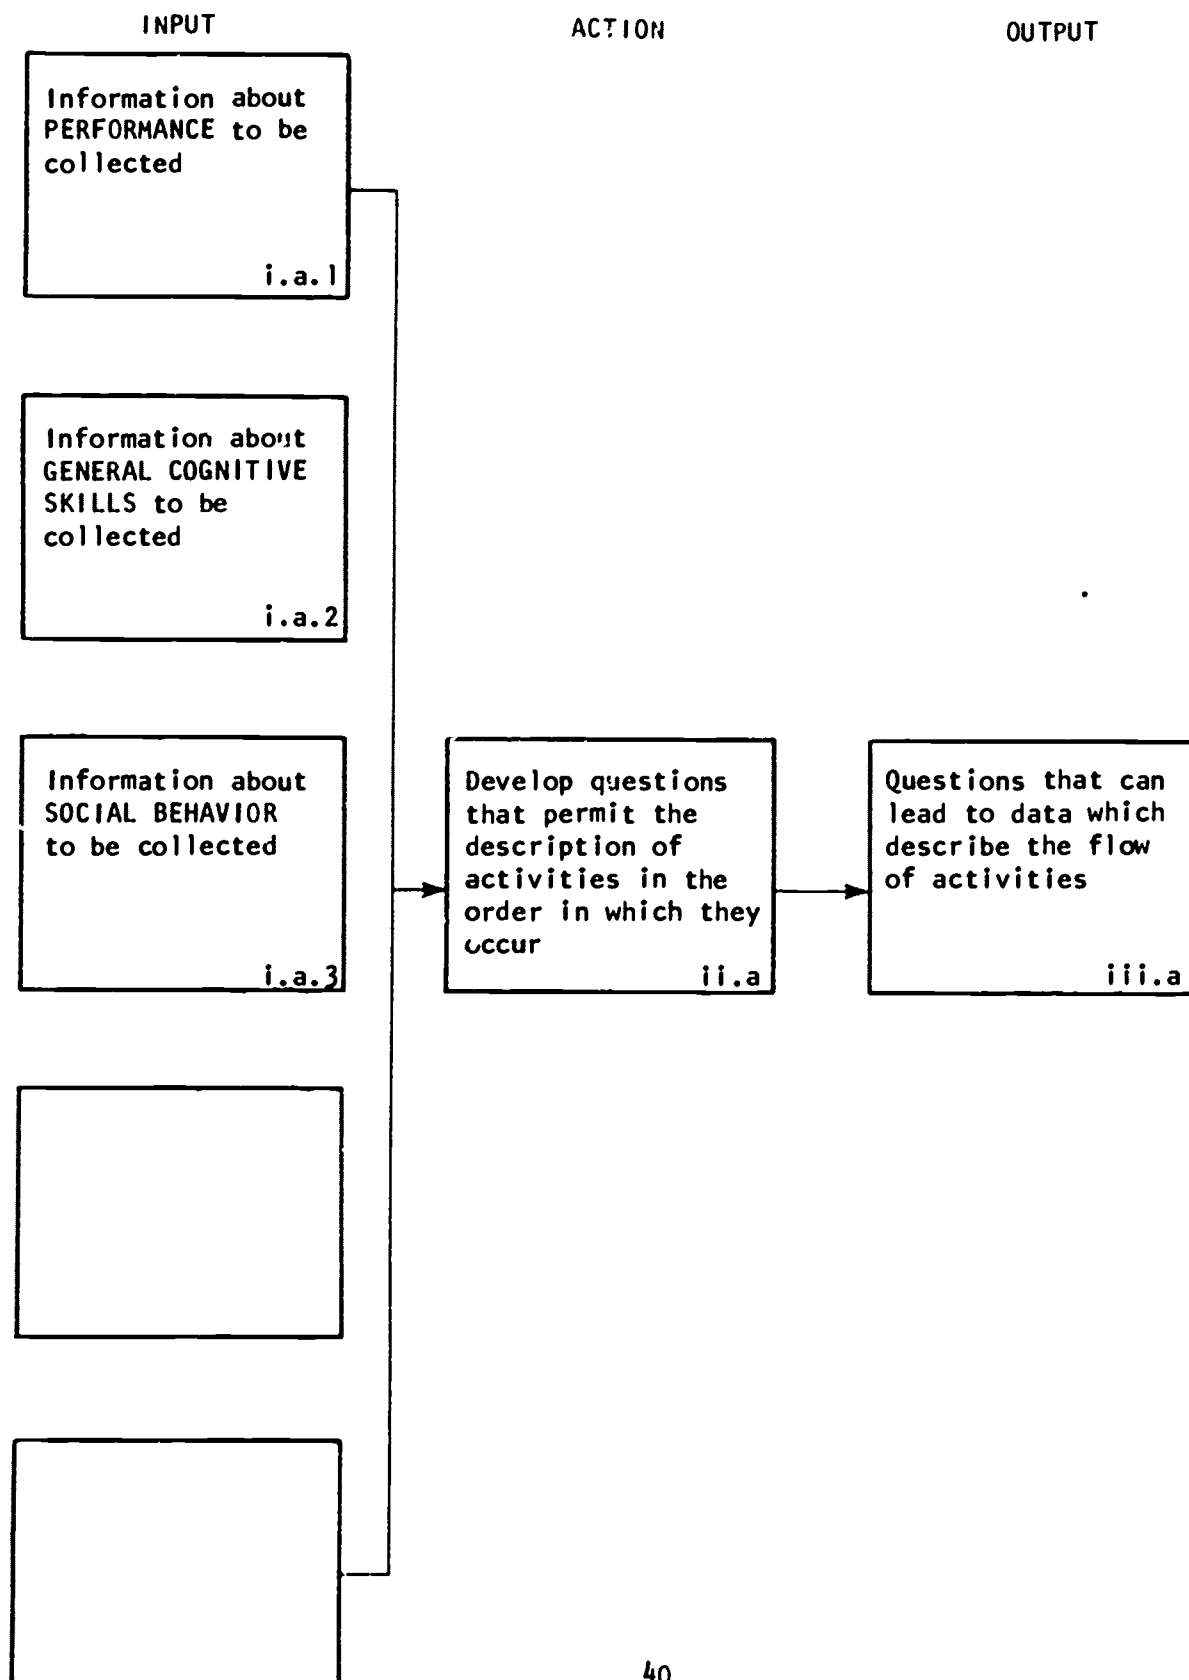 INPUT
ACTION
OUTPUT
Information about
PERFORMANCE to be
collected
i.a.1
Information about
GENERAL COGNITIVE
SKILLS to be
collected
i.a.2
Information about
SOCIAL BEHAVIOR
to be collected
i.a.3
Develop questions
that permit the
description of
activities in the
order in which they
occur
ii.a
Questions that can
lead to data which
describe the flow
of activities
iii.a
40